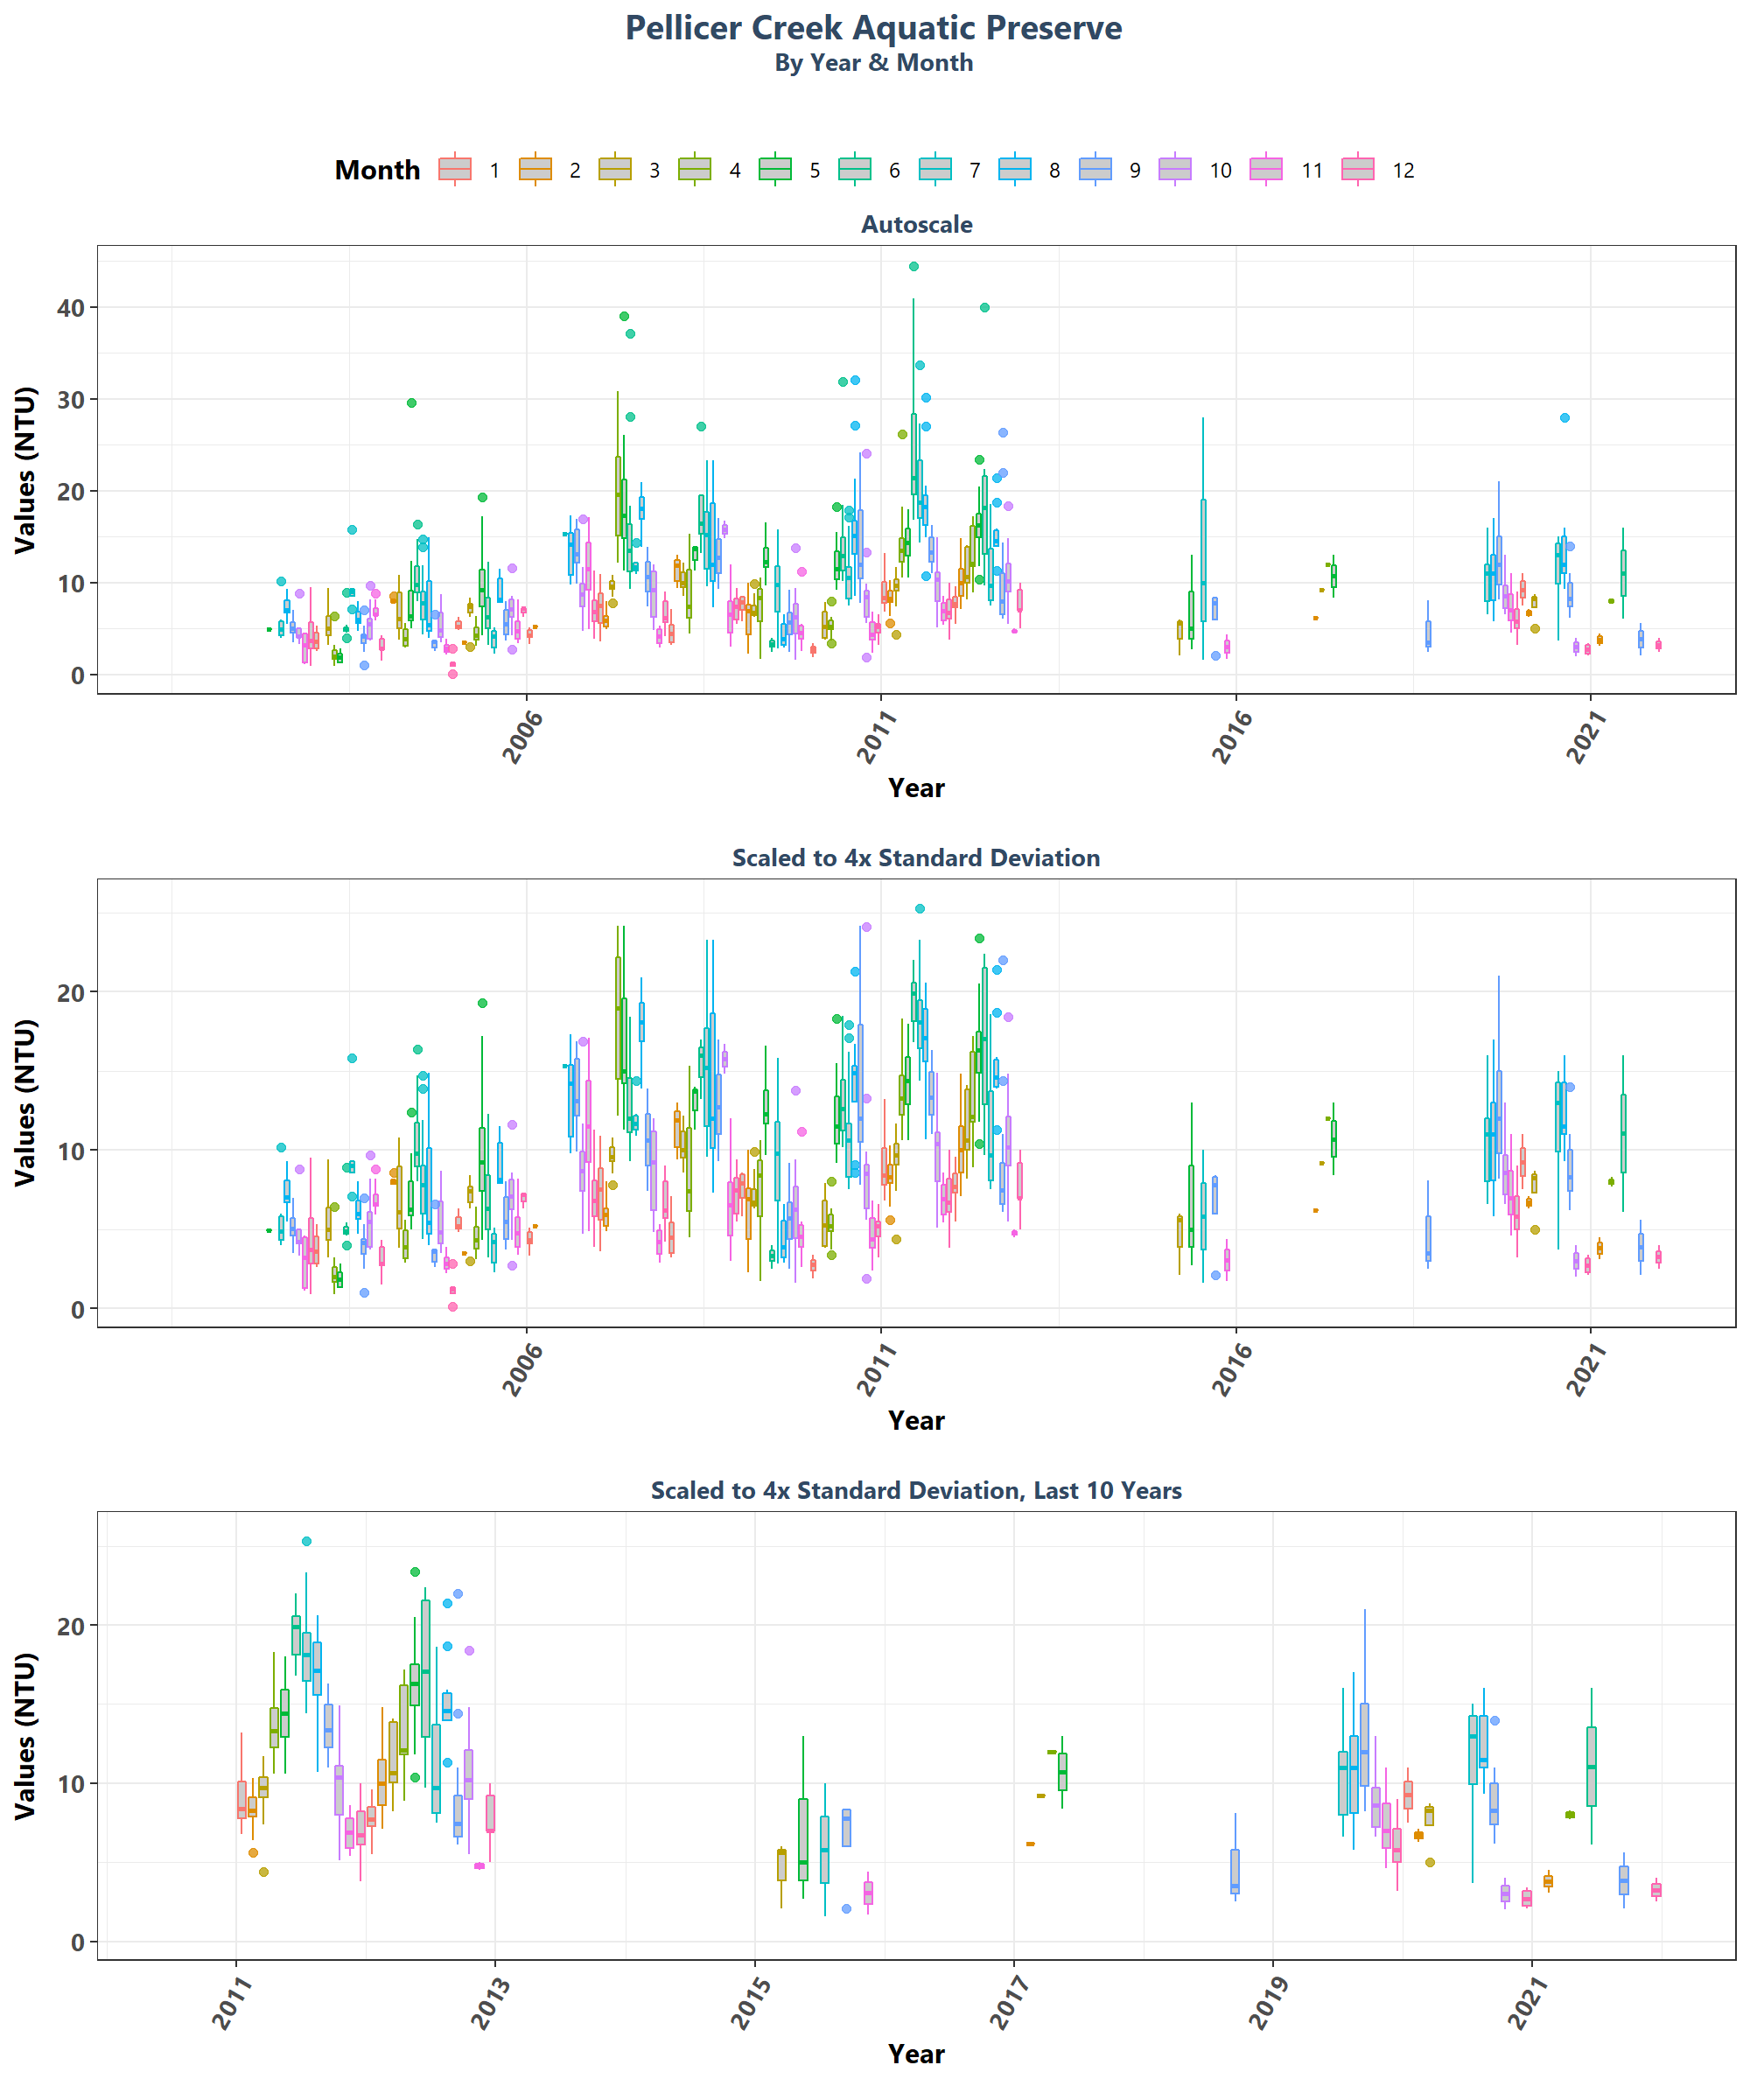 Pellicer Creek Aquatic Preserve
By Year & Month
Month 1 2 3 4 5 6 7 8 9 10 11 12
Autoscale
Values (NTU)
40
30
20
10
0
2006 2011 2016 2021
Year
Scaled to 4x Standard Deviation
Values (NTU)
20
10
0
2006 2011 2016 2021
Year
Scaled to 4x Standard Deviation, Last 10 Years
Values (NTU)
20
10
0
2011 2013 2015 2017 2019 2021
Year